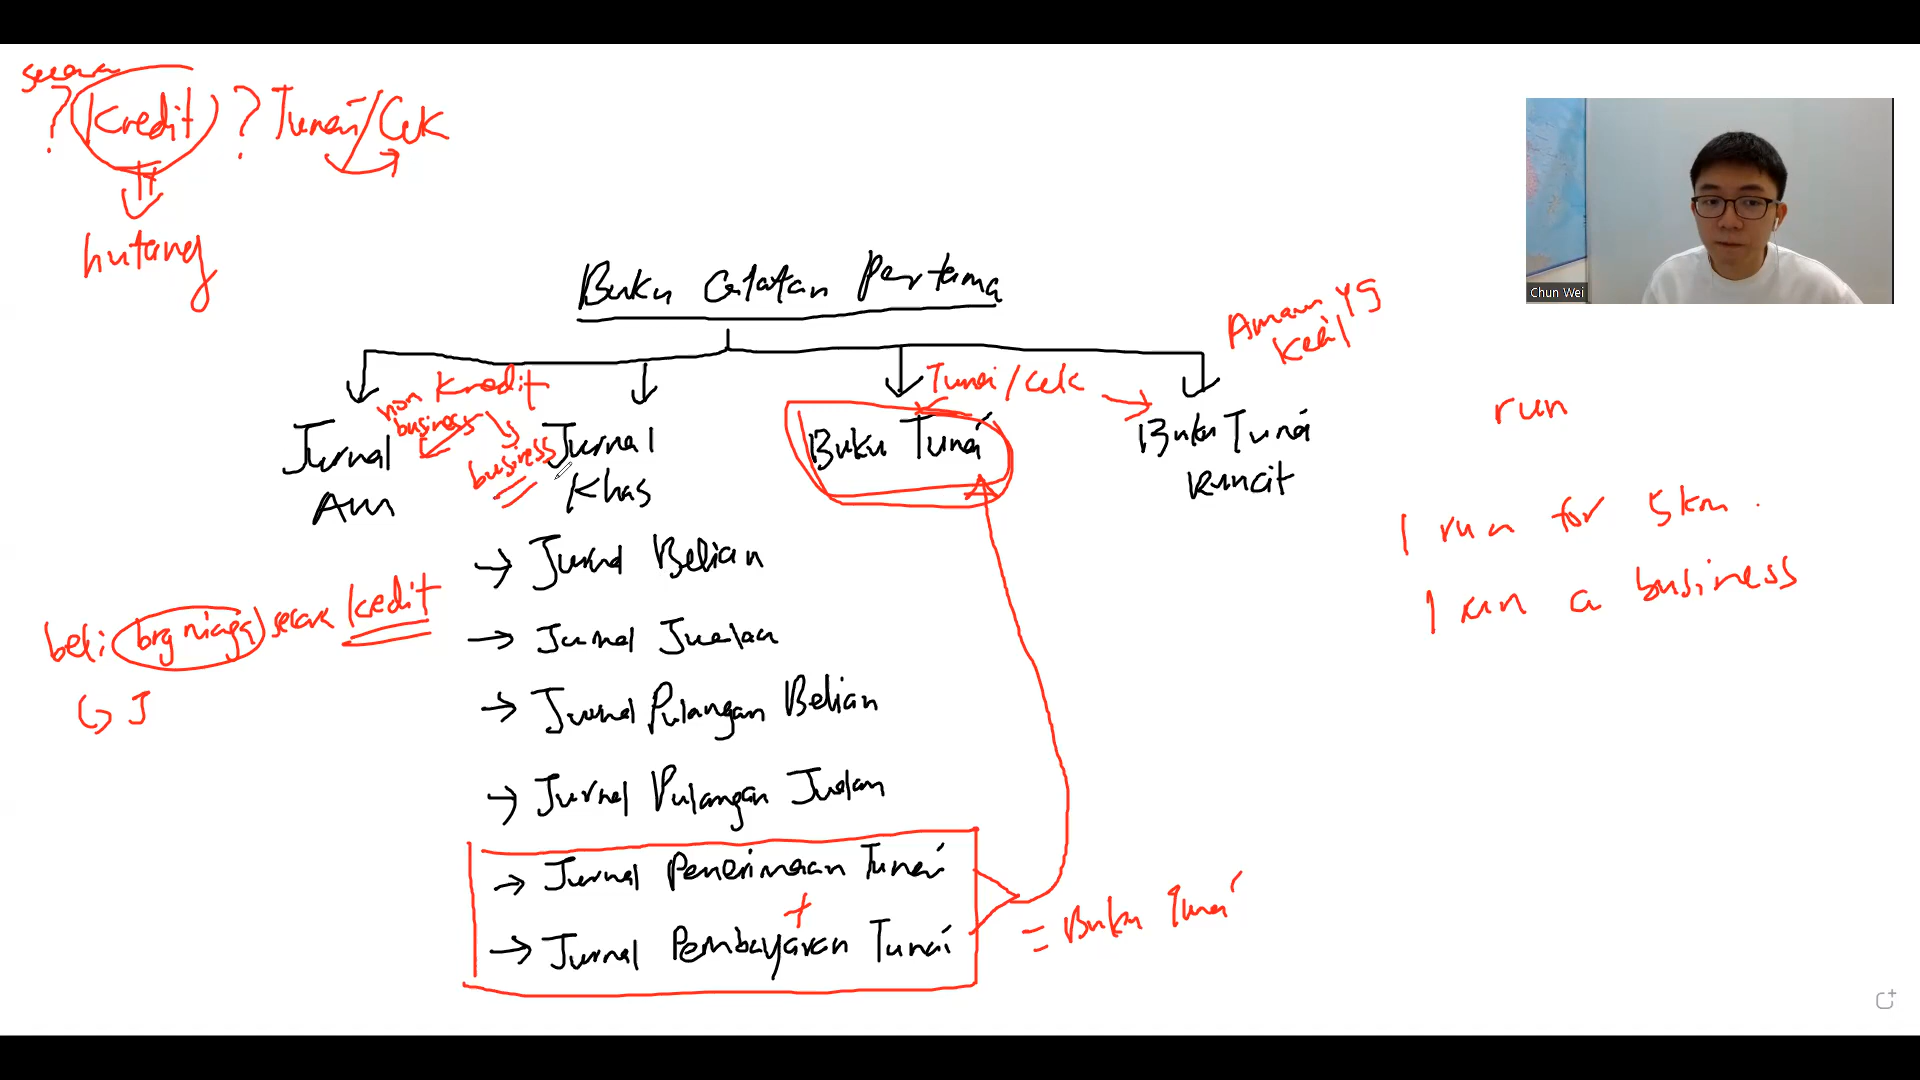 secara
? Kredit ? Tunai/Cek
hutang
Chun Wei
Buku Catatan Pertama
Amaun yg
kecil
non Kredit
business
business
Tunai/Cek
Jurnal
Am
Jurnal
Khas
Buku Tunai
Buku Tunai
Runcit
run
I run for 5km.
I run a business
→ Jurnal Belian
beli brg niaga secara kredit
→ Jurnal Jualan
J
→ Jurnal Pulangan Belian
→ Jurnal Pulangan Jualan
→ Jurnal Penerimaan Tunai
+
→ Jurnal Pembayaran Tunai
= Buku Tunai